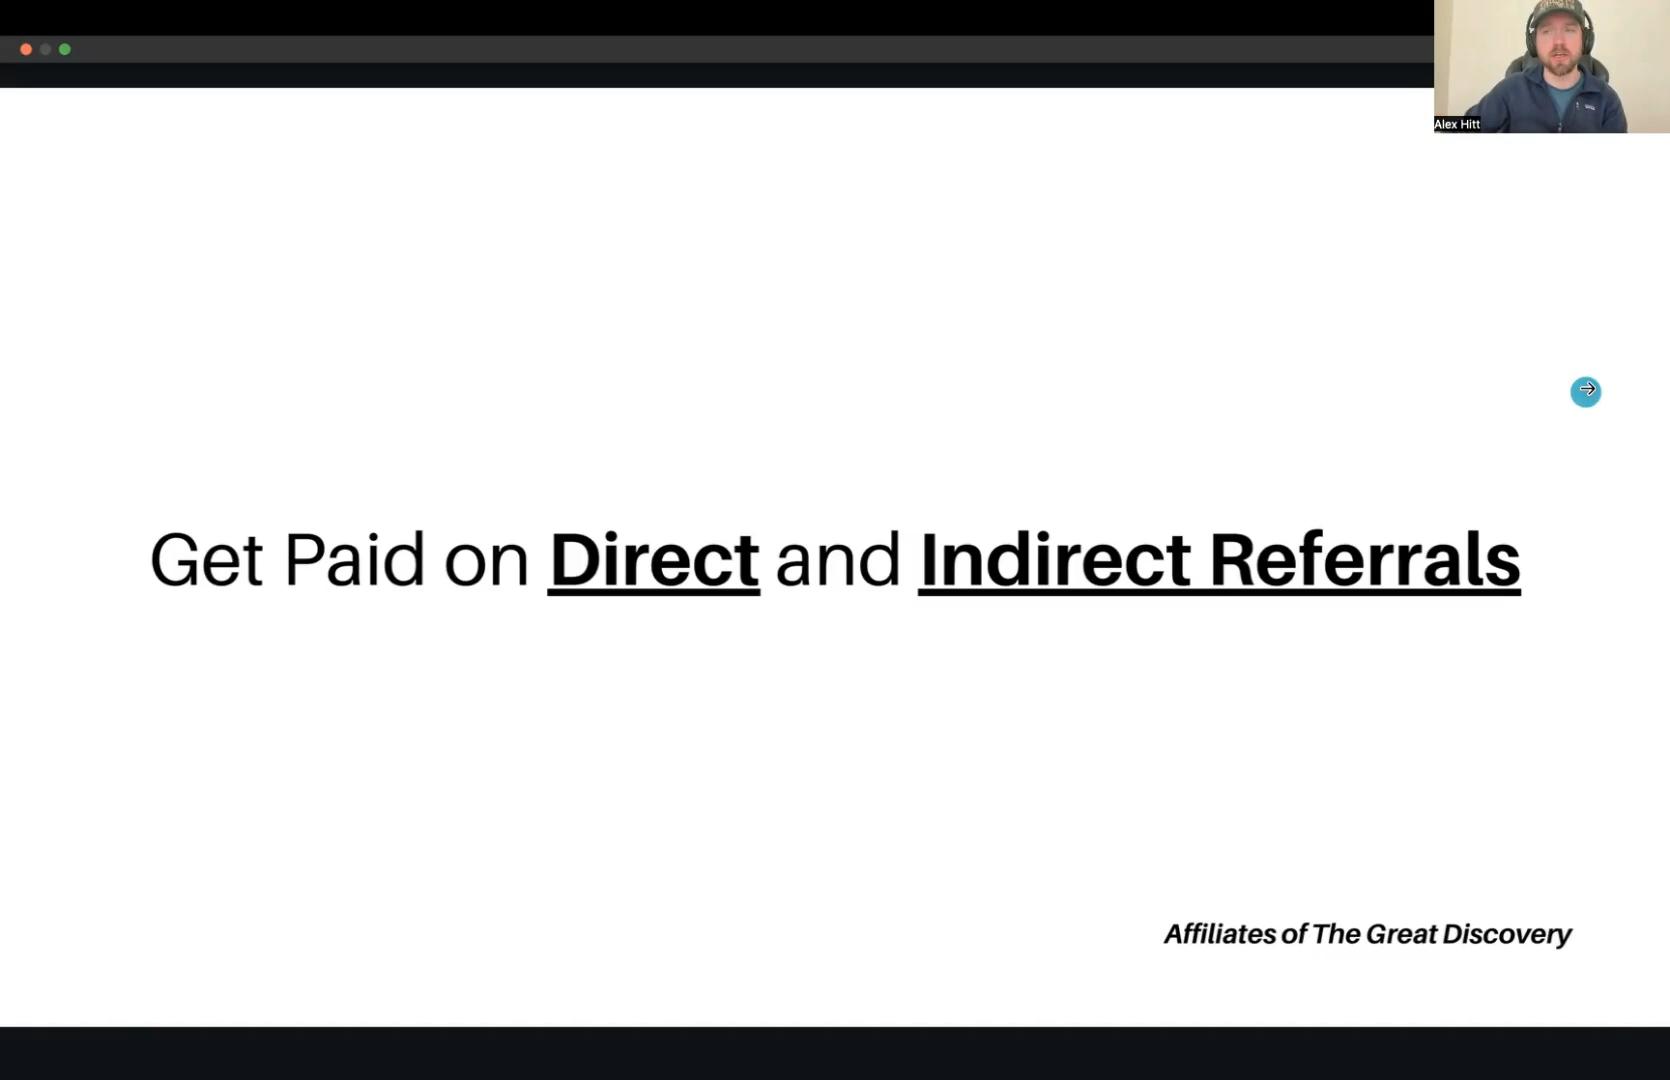 Alex Hitt
Get Paid on Direct and Indirect Referrals
Affiliates of The Great Discovery